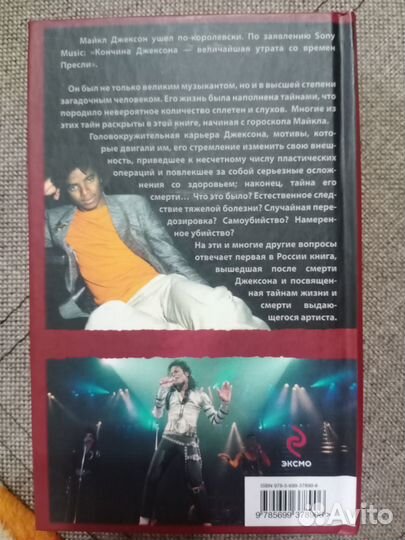 Майкл Джексон ушел по-королевски. По заявлению Sony
Music: «Кончина Джексона — величайшая утрата со времен
Пресли».
Он был не только великим музыкантом, но и в высшей степени
загадочным человеком. Его жизнь была наполнена тайнами, что
породило невероятное количество сплетен и слухов. Многие из
этих тайн раскрыты в этой книге, начиная с гороскопа Майкла.
Головокружительная карьера Джексона, мотивы, кото-
рые двигали им, его стремление изменить свою внеш-
ность, приведшее к несчетному числу пластических
операций и повлекшее за собой серьезные ослож-
нения со здоровьем; наконец, тайна его
смерти... Что это было? Естественное след-
ствие тяжелой болезни? Случайная пере-
дозировка? Самоубийство? Намерен-
ное убийство?
На эти и многие другие вопросы
отвечает первая в России книга,
вышедшая после смерти
Джексона и посвящен-
ная тайнам жизни и
смерти выдаю-
щегося артиста.
ЭКСМО
Avito